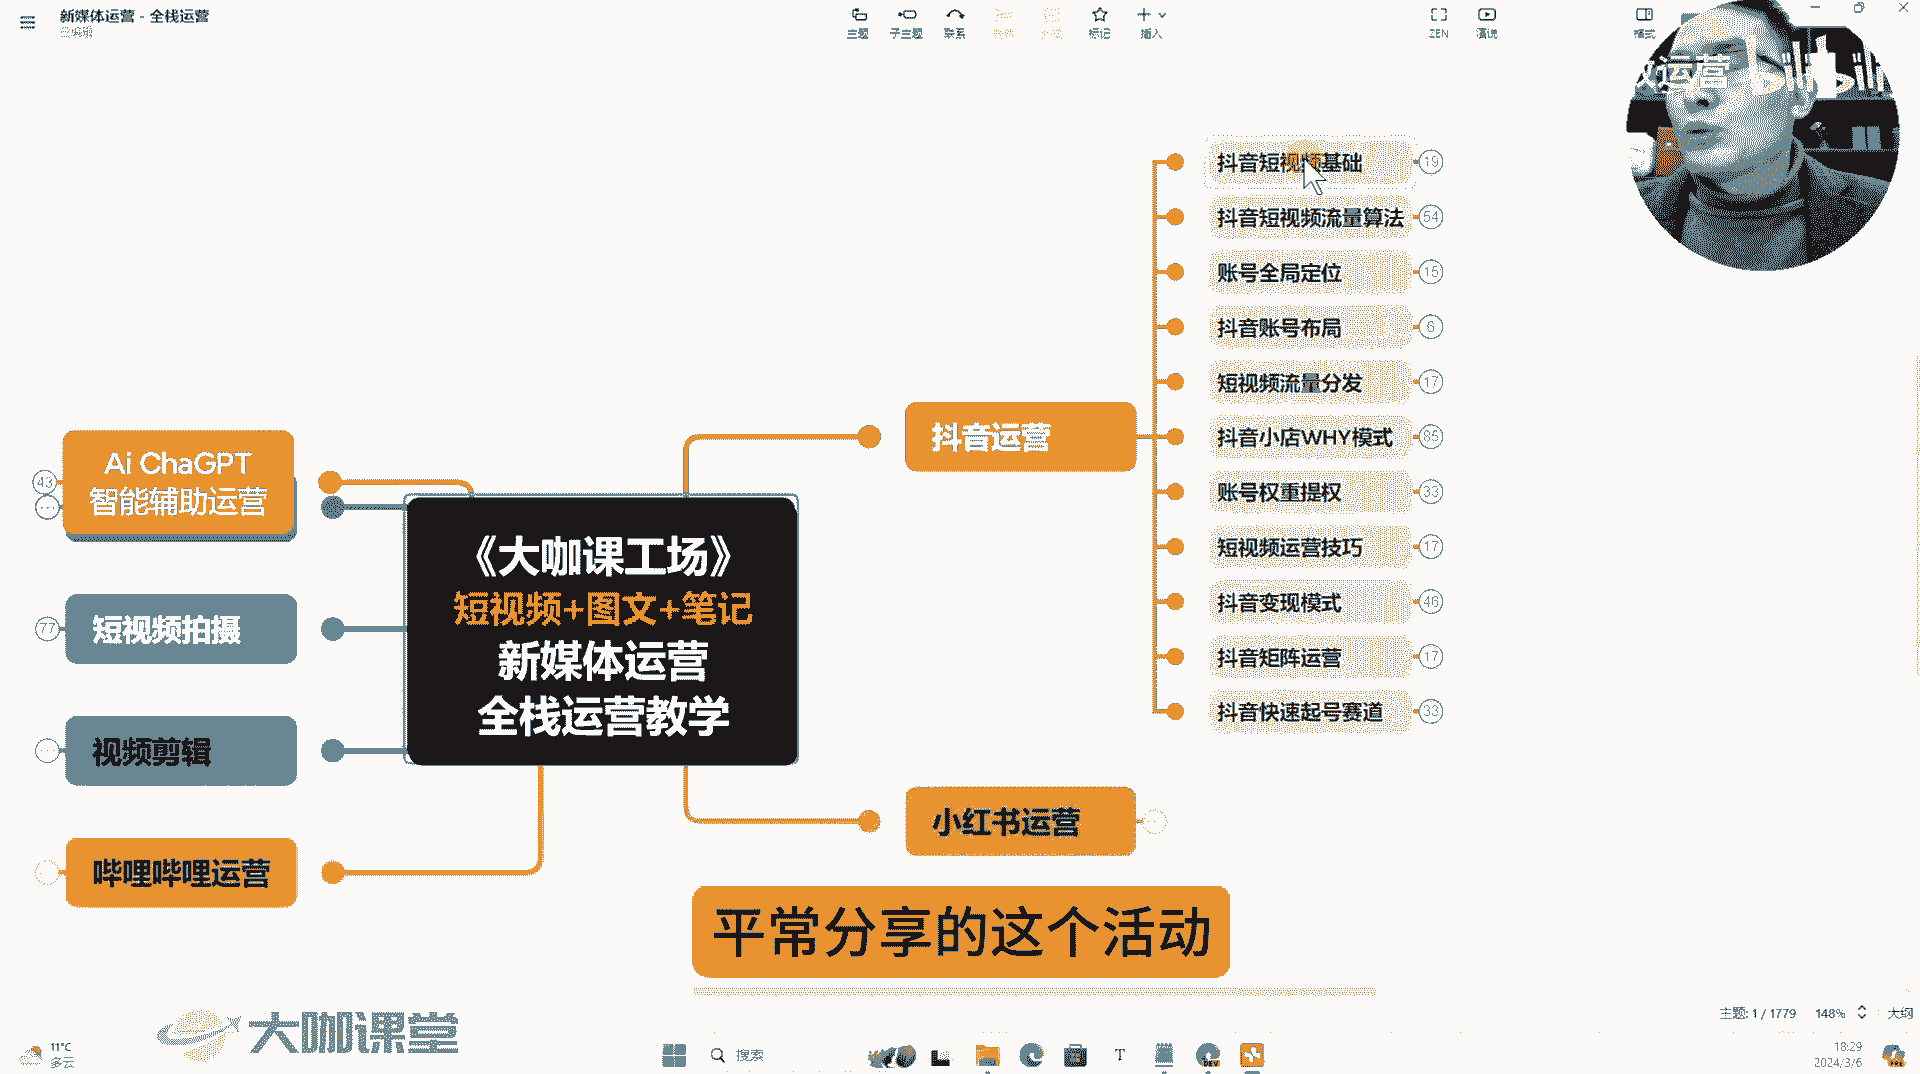 新媒体运营 - 全栈运营
已编辑
主题
子主题
联系
标记
插入
ZEN
演说
格式
放运营
bilibili
抖音短视频基础
19
抖音短视频流量算法
54
账号全局定位
15
抖音账号布局
6
短视频流量分发
17
抖音小店WHY模式
85
账号权重提权
33
短视频运营技巧
17
抖音变现模式
46
抖音矩阵运营
17
抖音快速起号赛道
33
抖音运营
小红书运营
Ai ChaGPT
智能辅助运营
43
短视频拍摄
77
视频剪辑
哔哩哔哩运营
《大咖课工场》
短视频+图文+笔记
新媒体运营
全栈运营教学
平常分享的这个活动
大咖课堂
主题: 1 / 1779
148%
大纲
11°C
多云
搜索
18:29
2024/3/6